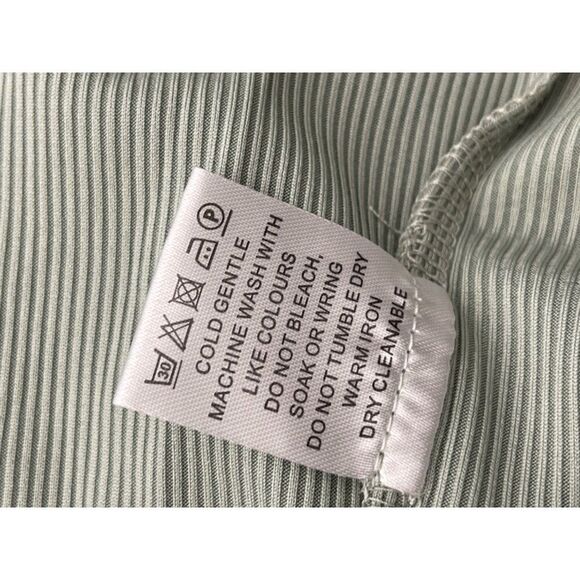 30 P
COLD GENTLE
MACHINE WASH WITH
LIKE COLOURS
DO NOT BLEACH,
SOAK OR WRING
DO NOT TUMBLE DRY
WARM IRON
DRY CLEANABLE